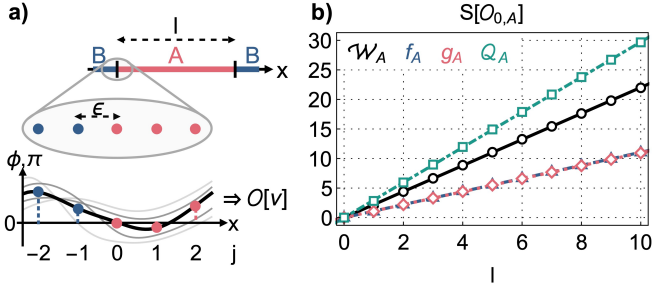 a)
l
B A B x
ϵ
ϕ,π
⇒ O[v]
0 x
−2 −1 0 1 2 j
b) S[O₀,A]
𝒲A fA gA QA
30
25
20
15
10
5
0
0 2 4 6 8 10
l